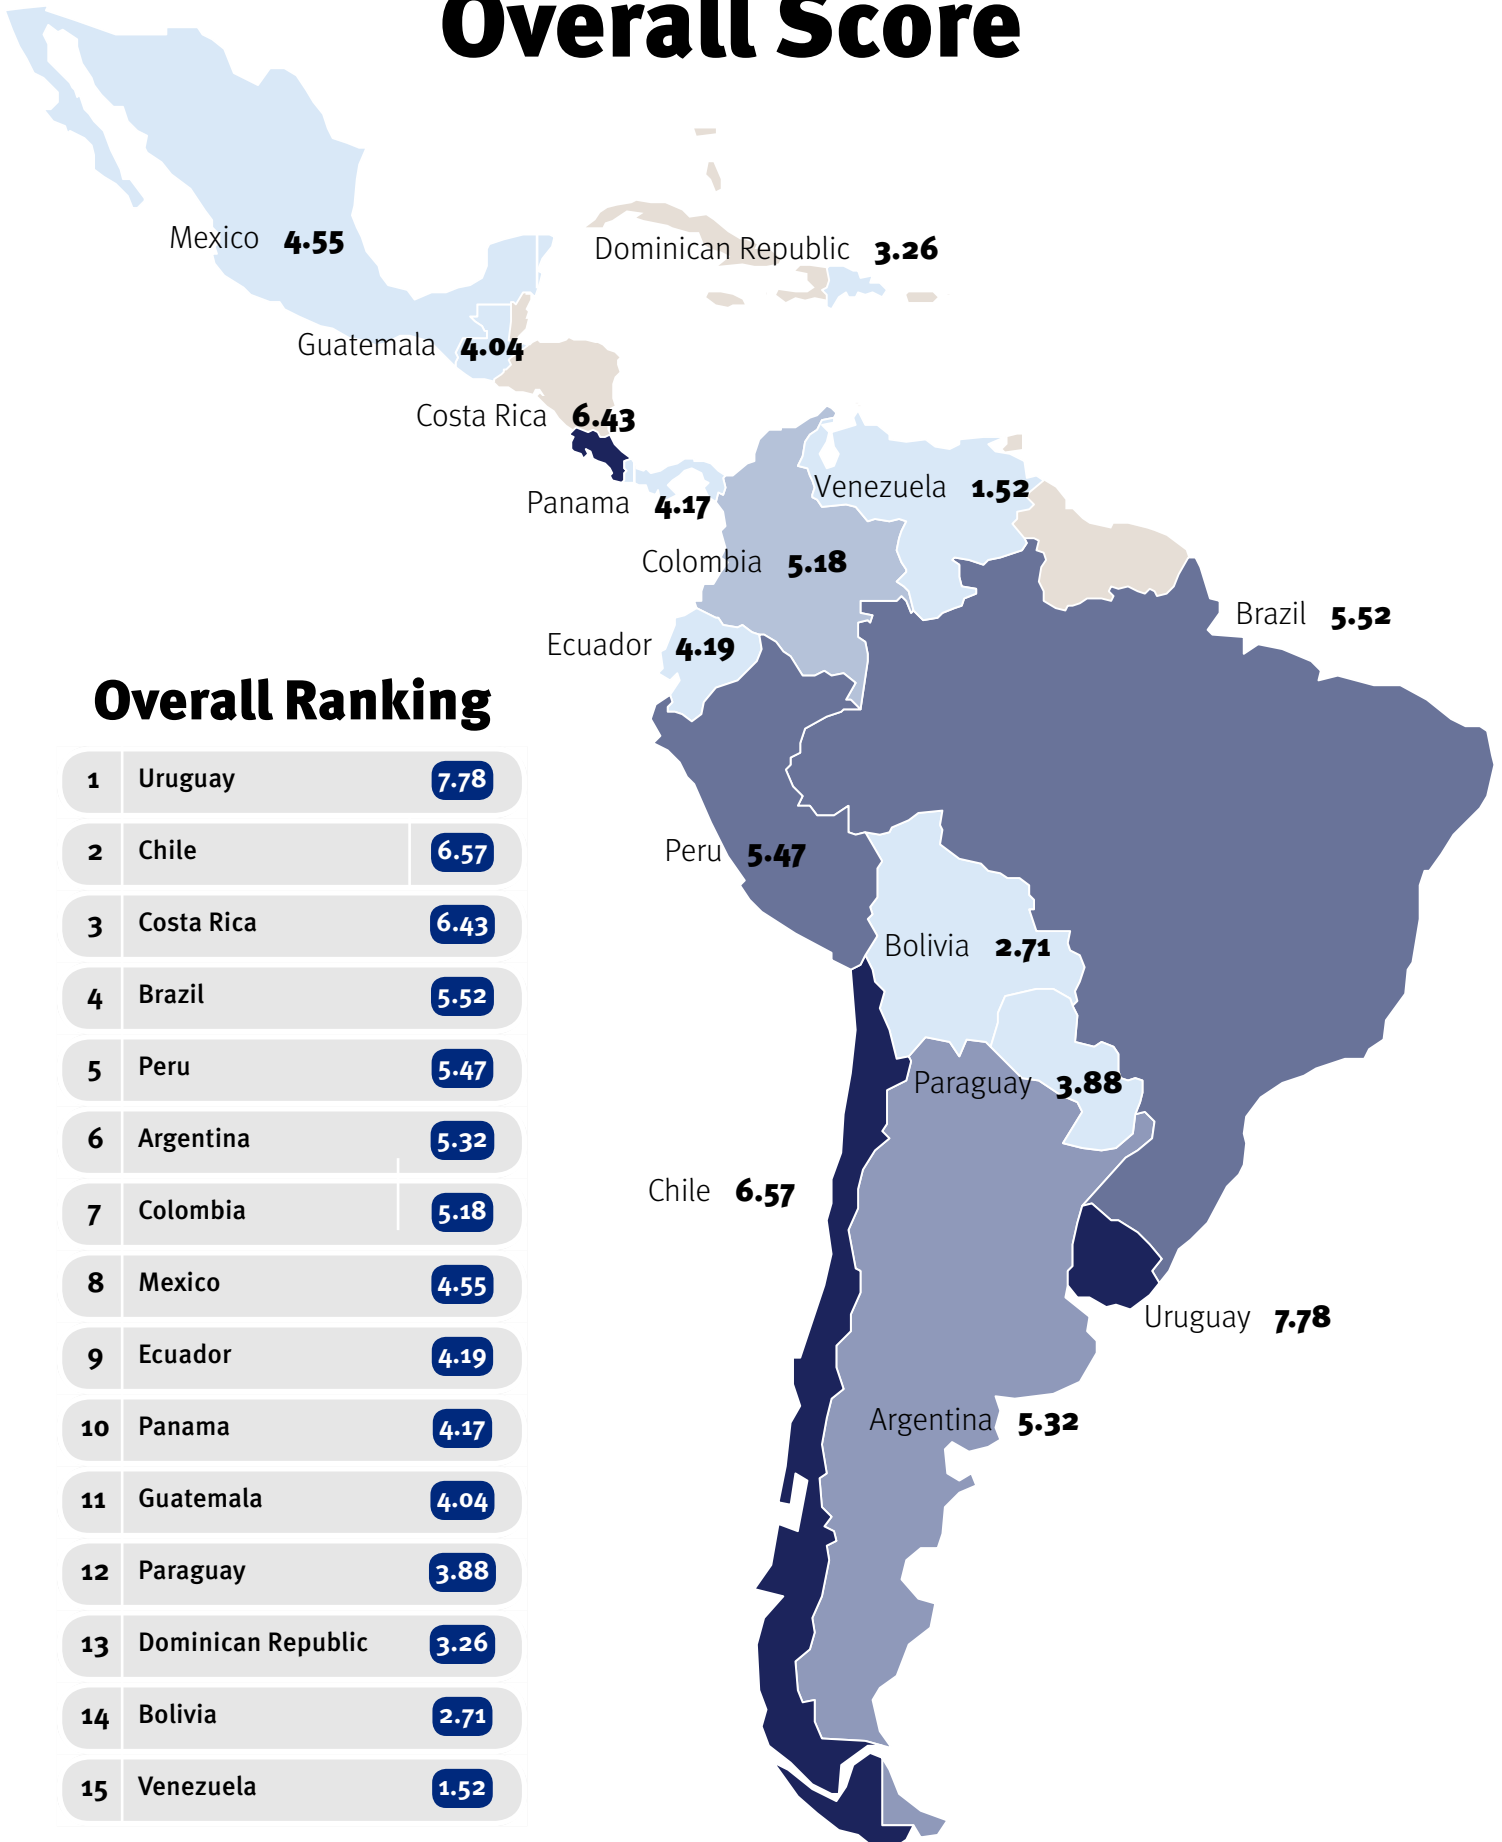 Overall Score
Mexico 4.55
Dominican Republic 3.26
Guatemala 4.04
Costa Rica 6.43
Venezuela 1.52
Panama 4.17
Colombia 5.18
Brazil 5.52
Ecuador 4.19
Peru 5.47
Bolivia 2.71
Paraguay 3.88
Chile 6.57
Uruguay 7.78
Argentina 5.32
Overall Ranking
1 Uruguay 7.78
2 Chile 6.57
3 Costa Rica 6.43
4 Brazil 5.52
5 Peru 5.47
6 Argentina 5.32
7 Colombia 5.18
8 Mexico 4.55
9 Ecuador 4.19
10 Panama 4.17
11 Guatemala 4.04
12 Paraguay 3.88
13 Dominican Republic 3.26
14 Bolivia 2.71
15 Venezuela 1.52